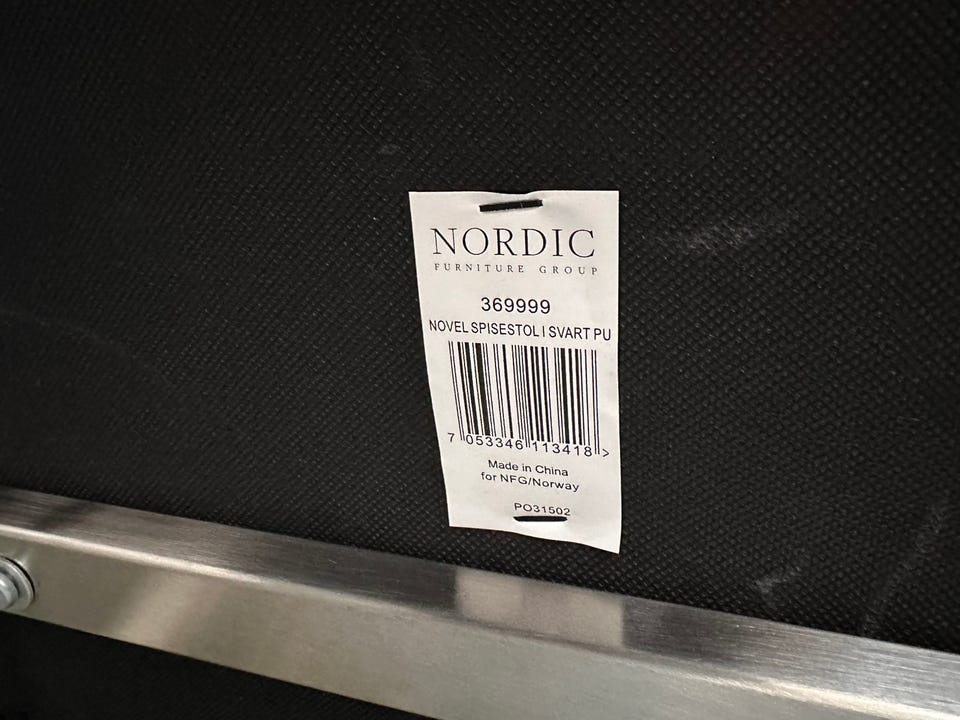 NORDIC
FURNITURE GROUP
369999
NOVEL SPISESTOL I SVART PU
7 053346 113418 >
Made in China
for NFG/Norway
PO31502